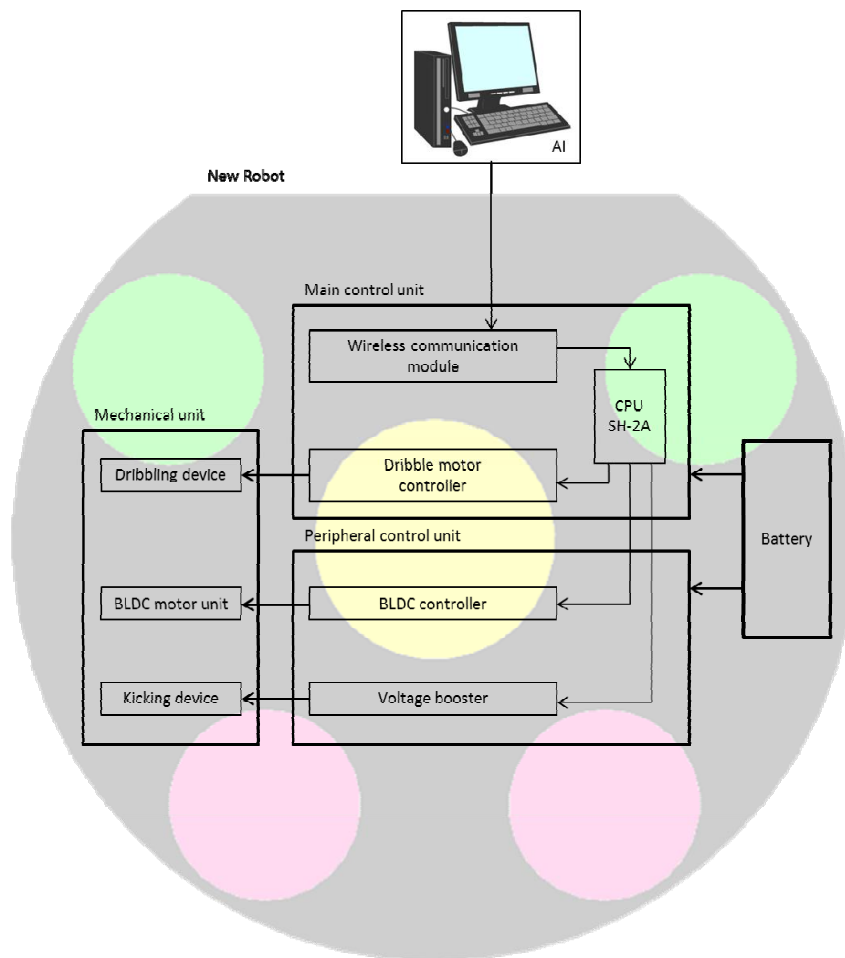 AI
New Robot
Main control unit
Wireless communication
module
CPU
SH-2A
Mechanical unit
Dribbling device
Dribble motor
controller
Battery
Peripheral control unit
BLDC motor unit
BLDC controller
Kicking device
Voltage booster